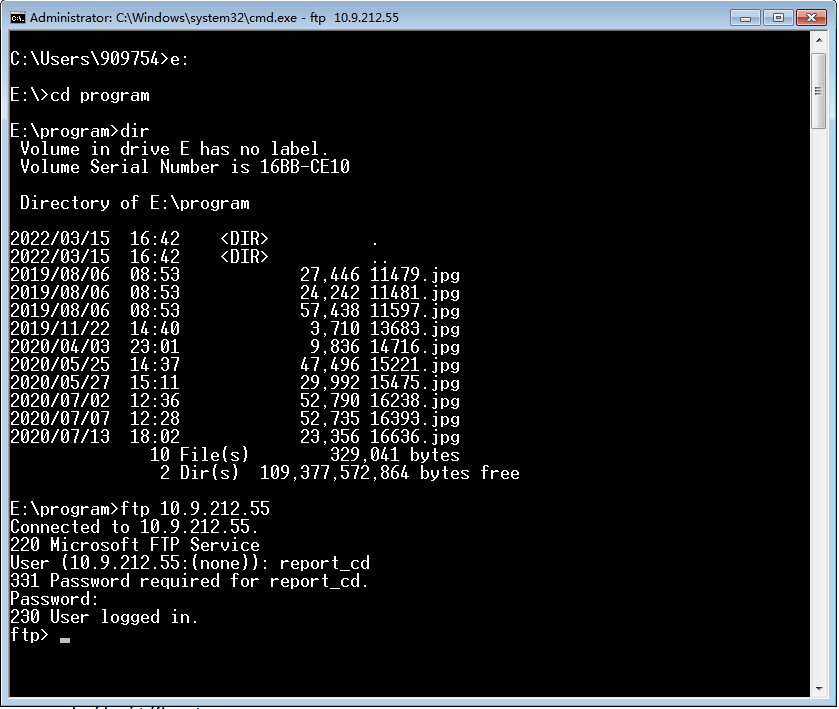 Administrator: C:\Windows\system32\cmd.exe - ftp  10.9.212.55
C:\Users\909754>e:
E:\>cd program
E:\program>dir
 Volume in drive E has no label.
 Volume Serial Number is 16BB-CE10
 Directory of E:\program
2022/03/15  16:42    <DIR>          .
2022/03/15  16:42    <DIR>          ..
2019/08/06  08:53            27,446 11479.jpg
2019/08/06  08:53            24,242 11481.jpg
2019/08/06  08:53            57,438 11597.jpg
2019/11/22  14:40             3,710 13683.jpg
2020/04/03  23:01             9,836 14716.jpg
2020/05/25  14:37            47,496 15221.jpg
2020/05/27  15:11            29,992 15475.jpg
2020/07/02  12:36            52,790 16238.jpg
2020/07/07  12:28            52,735 16393.jpg
2020/07/13  18:02            23,356 16636.jpg
              10 File(s)        329,041 bytes
               2 Dir(s)  109,377,572,864 bytes free
E:\program>ftp 10.9.212.55
Connected to 10.9.212.55.
220 Microsoft FTP Service
User (10.9.212.55:(none)): report_cd
331 Password required for report_cd.
Password:
230 User logged in.
ftp>